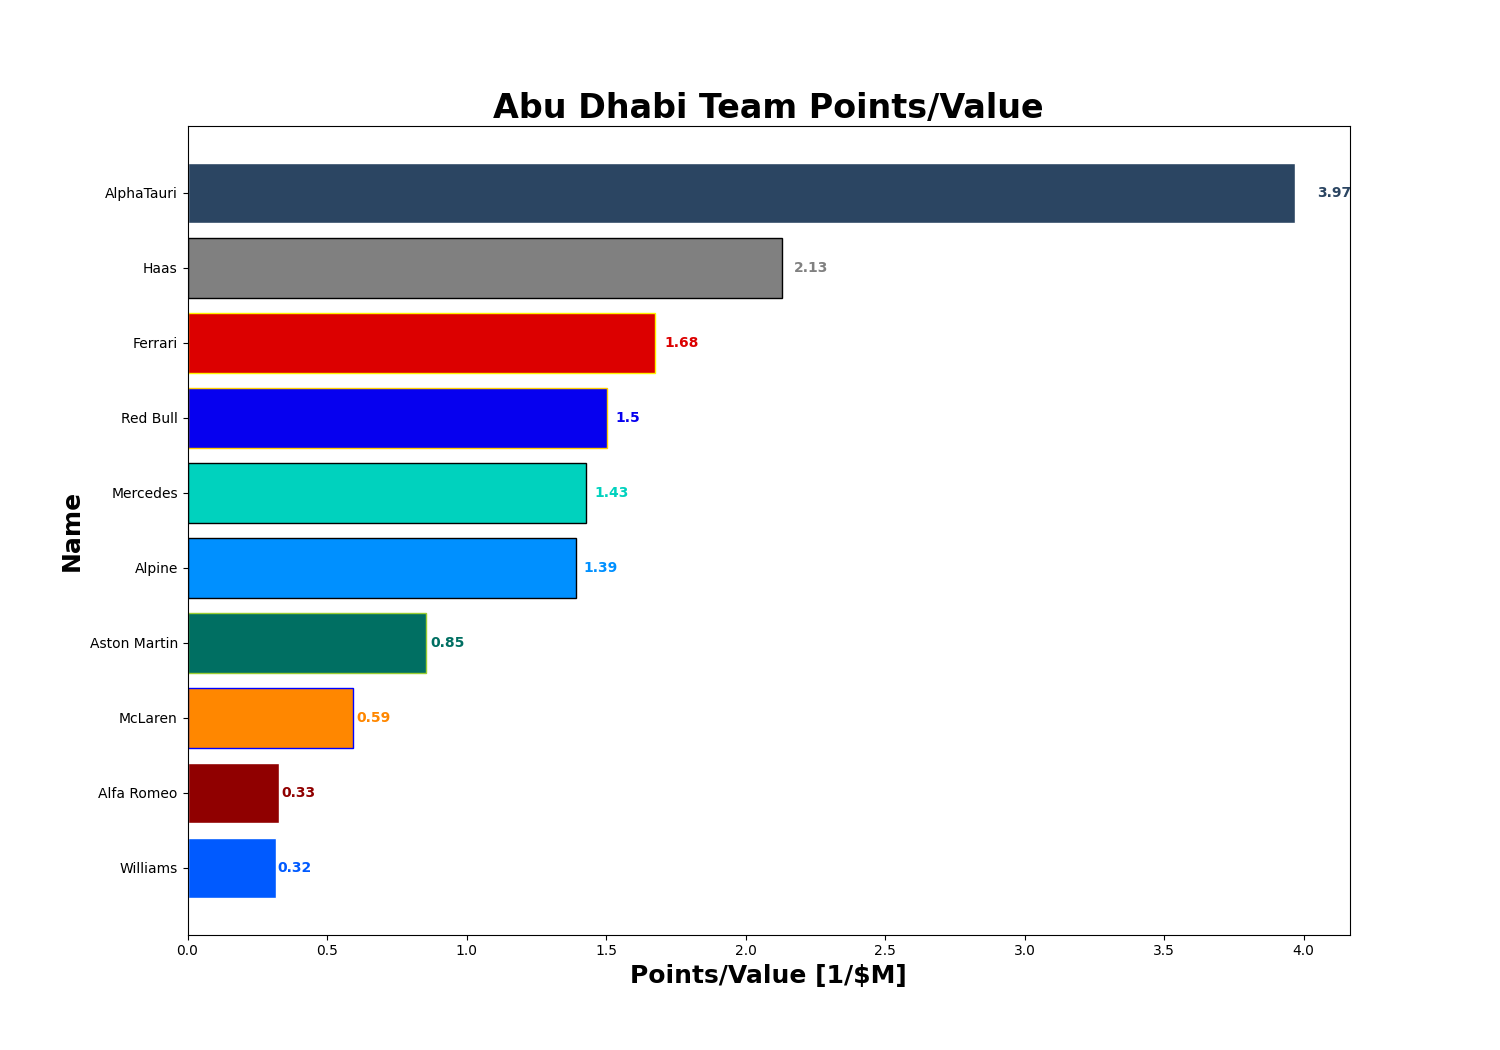 Abu Dhabi Team Points/Value
Name
AlphaTauri 3.97
Haas 2.13
Ferrari 1.68
Red Bull 1.5
Mercedes 1.43
Alpine 1.39
Aston Martin 0.85
McLaren 0.59
Alfa Romeo 0.33
Williams 0.32
0.0 0.5 1.0 1.5 2.0 2.5 3.0 3.5 4.0
Points/Value [1/$M]